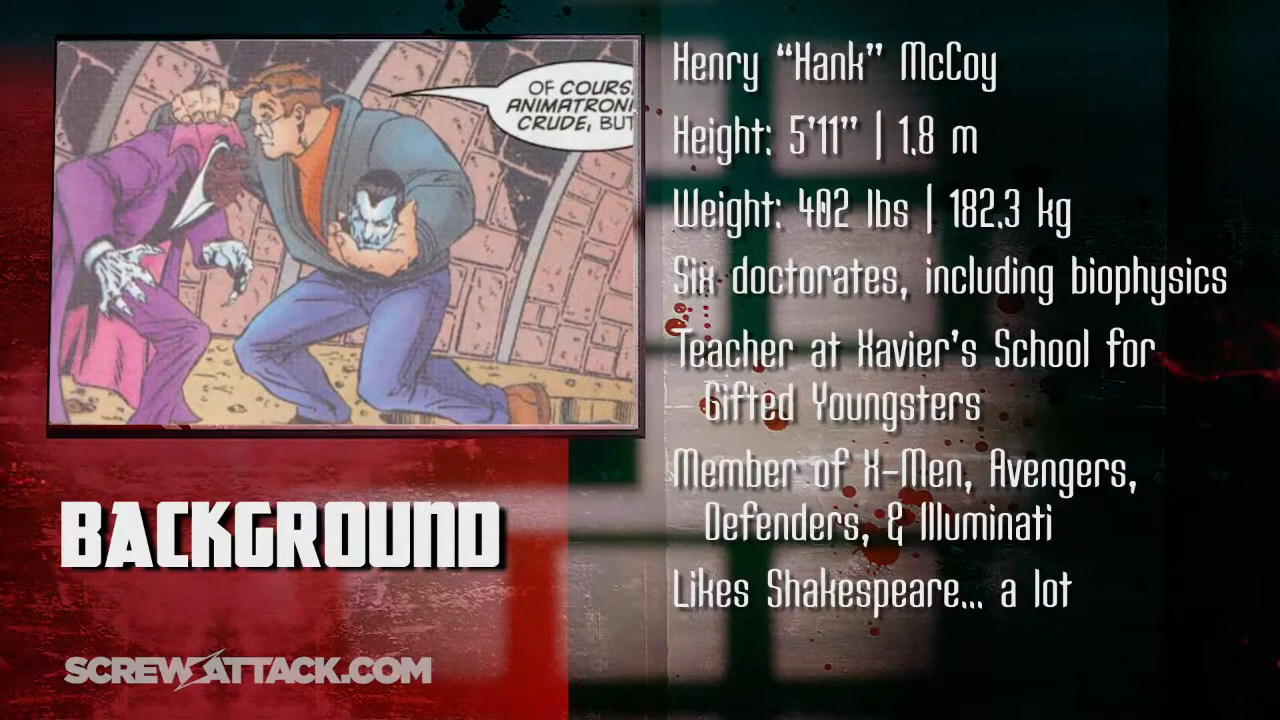 OF COURS
ANIMATRONI
CRUDE, BUT
Henry “Hank” McCoy
Height: 5'11" | 1.8 m
Weight: 402 lbs | 182.3 kg
Six doctorates, including biophysics
Teacher at Xavier's School for
Gifted Youngsters
Member of X-Men, Avengers,
Defenders, & Illuminati
Likes Shakespeare... a lot
BACKGROUND
SCREWATTACK.COM